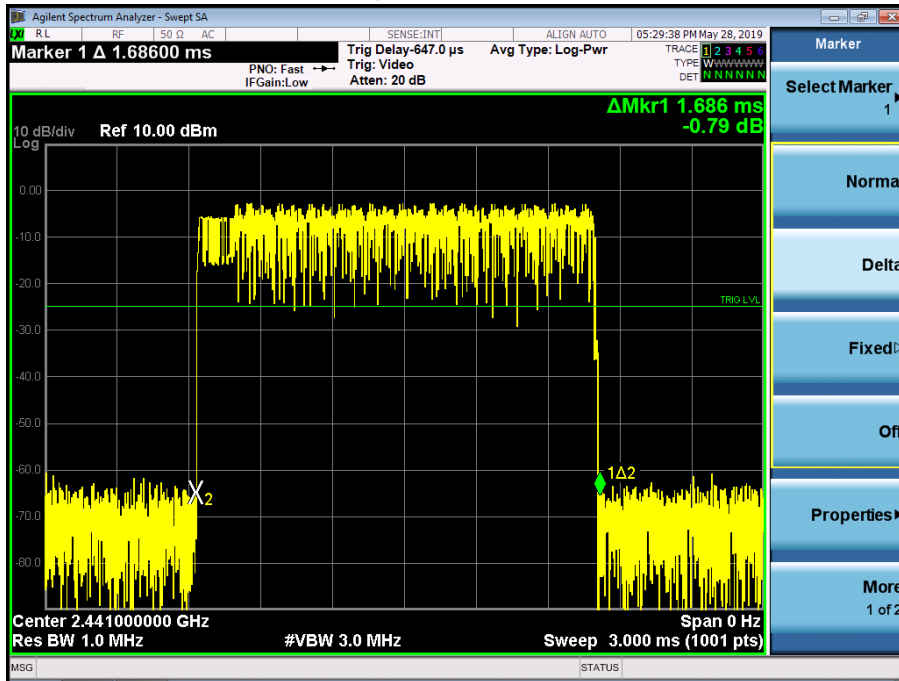 Agilent Spectrum Analyzer - Swept SA
LXI RL RF 50 Ω AC SENSE:INT ALIGN AUTO 05:29:38 PM May 28, 2019
Marker 1 Δ 1.68600 ms
PNO: Fast
IFGain:Low
Trig Delay-647.0 µs
Trig: Video
Atten: 20 dB
Avg Type: Log-Pwr
TRACE 1 2 3 4 5 6
TYPE WWWWWW
DET N N N N N N
ΔMkr1 1.686 ms
-0.79 dB
10 dB/div Ref 10.00 dBm
Log
0.00
-10.0
-20.0
TRIG LVL
-30.0
-40.0
-50.0
-60.0
1Δ2
2
-70.0
-80.0
Center 2.441000000 GHz Span 0 Hz
Res BW 1.0 MHz #VBW 3.0 MHz Sweep 3.000 ms (1001 pts)
MSG STATUS
Marker
Select Marker
1
Norma
Delta
Fixed
Off
Properties
More
1 of 2